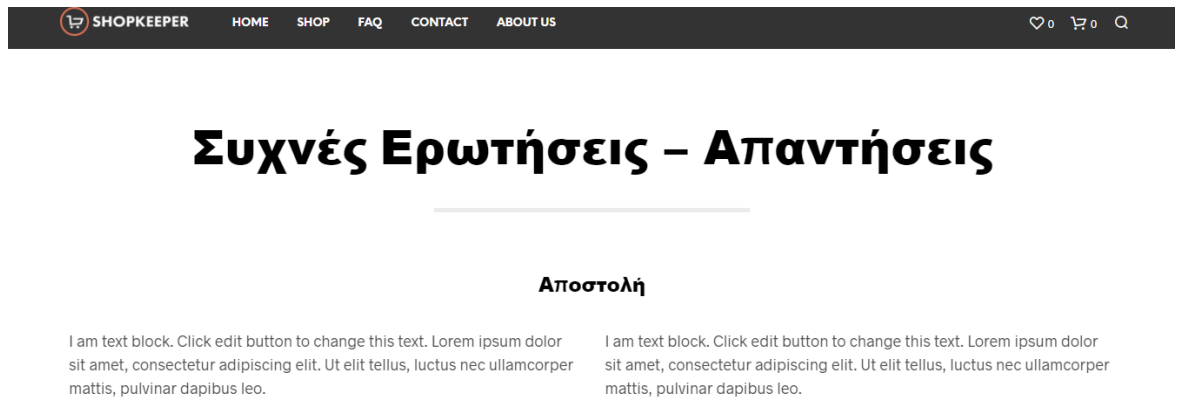 SHOPKEEPER HOME SHOP FAQ CONTACT ABOUT US 0 0
Συχνές Ερωτήσεις – Απαντήσεις
Αποστολή
I am text block. Click edit button to change this text. Lorem ipsum dolor
sit amet, consectetur adipiscing elit. Ut elit tellus, luctus nec ullamcorper
mattis, pulvinar dapibus leo.
I am text block. Click edit button to change this text. Lorem ipsum dolor
sit amet, consectetur adipiscing elit. Ut elit tellus, luctus nec ullamcorper
mattis, pulvinar dapibus leo.